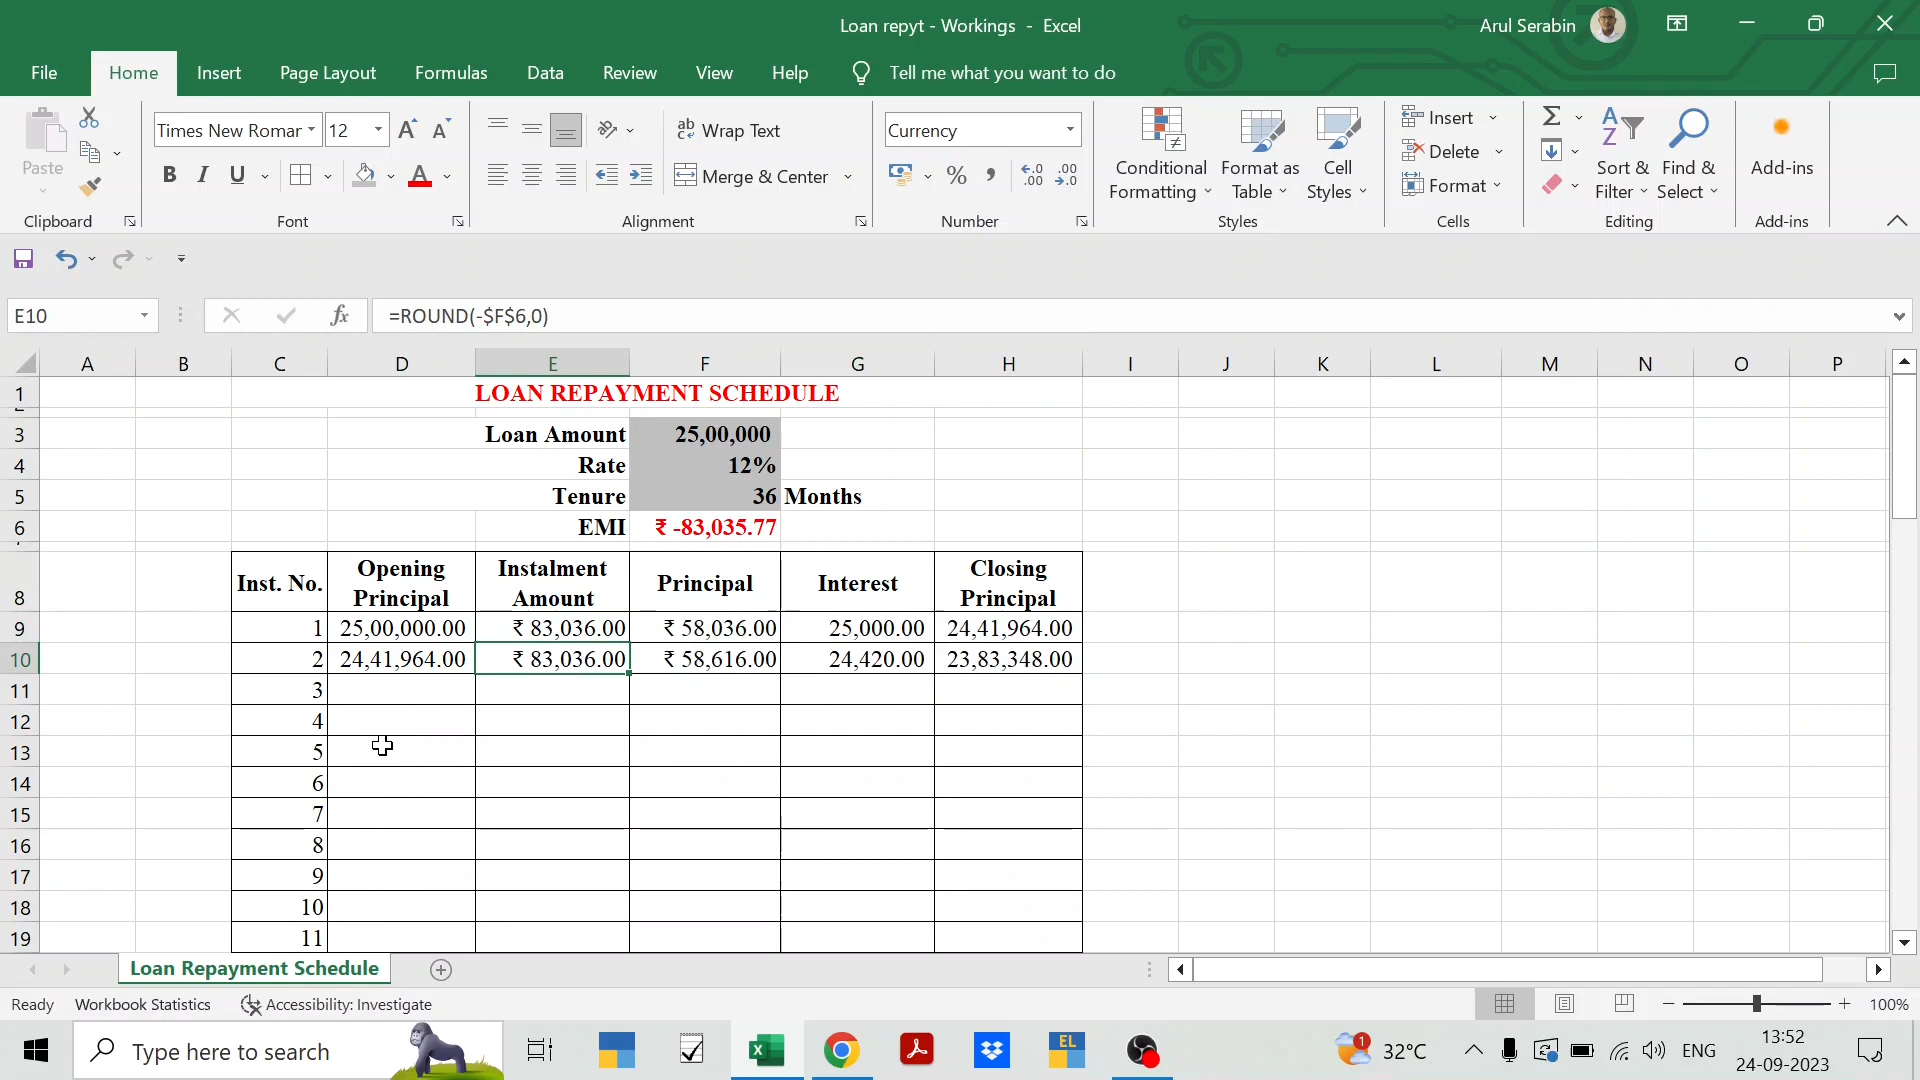 Loan repyt - Workings - Excel
Arul Serabin
File Home Insert Page Layout Formulas Data Review View Help Tell me what you want to do
Paste
Clipboard
Times New Romar 12
B I U
Font
ab Wrap Text
Merge & Center
Alignment
Currency
Number
Conditional Formatting
Format as Table
Cell Styles
Styles
Insert
Delete
Format
Cells
Sort & Filter
Find & Select
Editing
Add-ins
Add-ins
E10 fx =ROUND(-$F$6,0)
A B C D E F G H I J K L M N O P
1 LOAN REPAYMENT SCHEDULE
3 Loan Amount 25,00,000
4 Rate 12%
5 Tenure 36 Months
6 EMI ₹ -83,035.77
8 Inst. No. Opening Principal Instalment Amount Principal Interest Closing Principal
9 1 25,00,000.00 ₹ 83,036.00 ₹ 58,036.00 25,000.00 24,41,964.00
10 2 24,41,964.00 ₹ 83,036.00 ₹ 58,616.00 24,420.00 23,83,348.00
11 3
12 4
13 5
14 6
15 7
16 8
17 9
18 10
19 11
Loan Repayment Schedule
Ready Workbook Statistics Accessibility: Investigate 100%
Type here to search
EL
1
32°C
ENG
13:52
24-09-2023